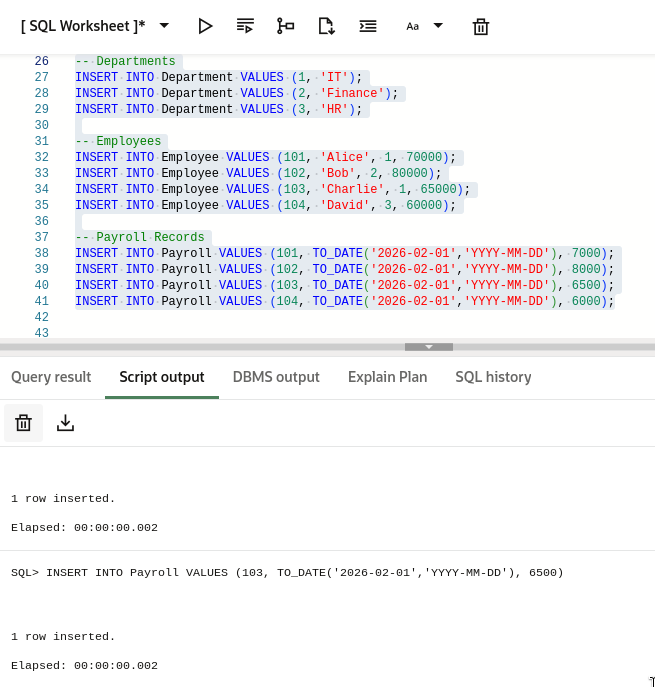 [ SQL Worksheet ]*
Aa
26 -- Departments
27 INSERT INTO Department VALUES (1, 'IT');
28 INSERT INTO Department VALUES (2, 'Finance');
29 INSERT INTO Department VALUES (3, 'HR');
30
31 -- Employees
32 INSERT INTO Employee VALUES (101, 'Alice', 1, 70000);
33 INSERT INTO Employee VALUES (102, 'Bob', 2, 80000);
34 INSERT INTO Employee VALUES (103, 'Charlie', 1, 65000);
35 INSERT INTO Employee VALUES (104, 'David', 3, 60000);
36
37 -- Payroll Records
38 INSERT INTO Payroll VALUES (101, TO_DATE('2026-02-01','YYYY-MM-DD'), 7000);
39 INSERT INTO Payroll VALUES (102, TO_DATE('2026-02-01','YYYY-MM-DD'), 8000);
40 INSERT INTO Payroll VALUES (103, TO_DATE('2026-02-01','YYYY-MM-DD'), 6500);
41 INSERT INTO Payroll VALUES (104, TO_DATE('2026-02-01','YYYY-MM-DD'), 6000);
42
43
Query result Script output DBMS output Explain Plan SQL history
1 row inserted.
Elapsed: 00:00:00.002
SQL> INSERT INTO Payroll VALUES (103, TO_DATE('2026-02-01','YYYY-MM-DD'), 6500)
1 row inserted.
Elapsed: 00:00:00.002